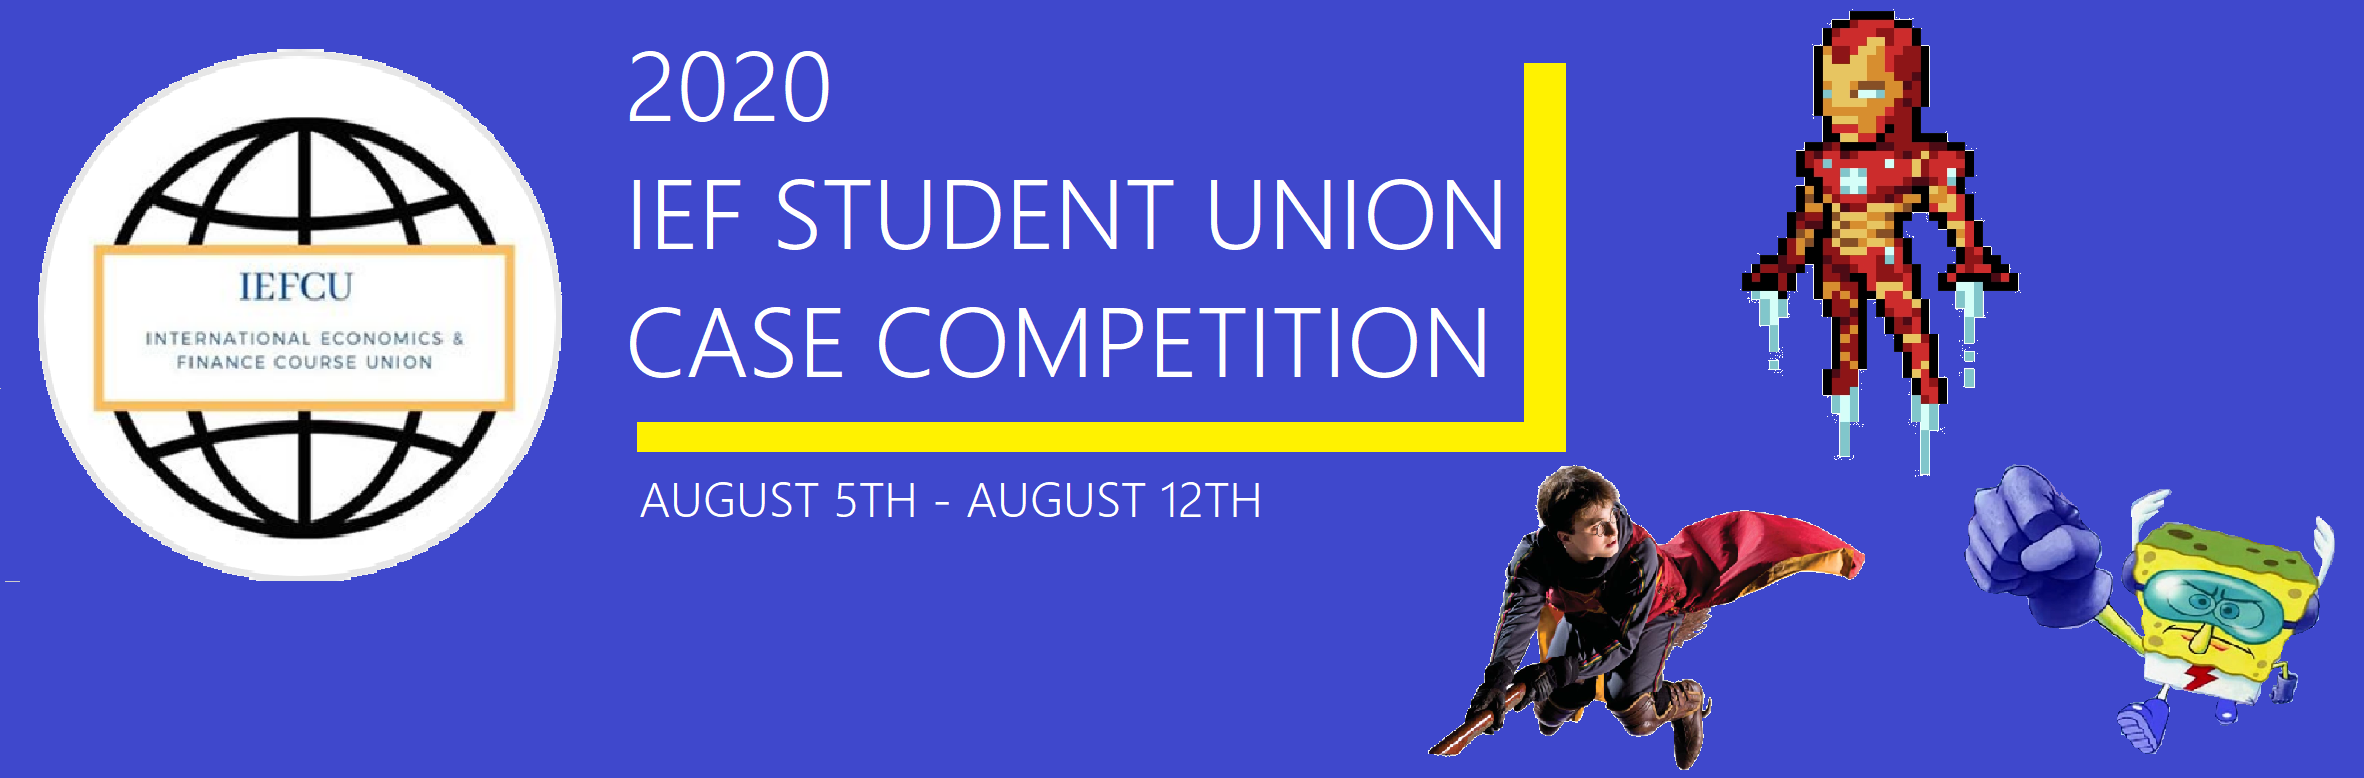 IEFCU
INTERNATIONAL ECONOMICS &
FINANCE COURSE UNION
2020
IEF STUDENT UNION
CASE COMPETITION
AUGUST 5TH - AUGUST 12TH